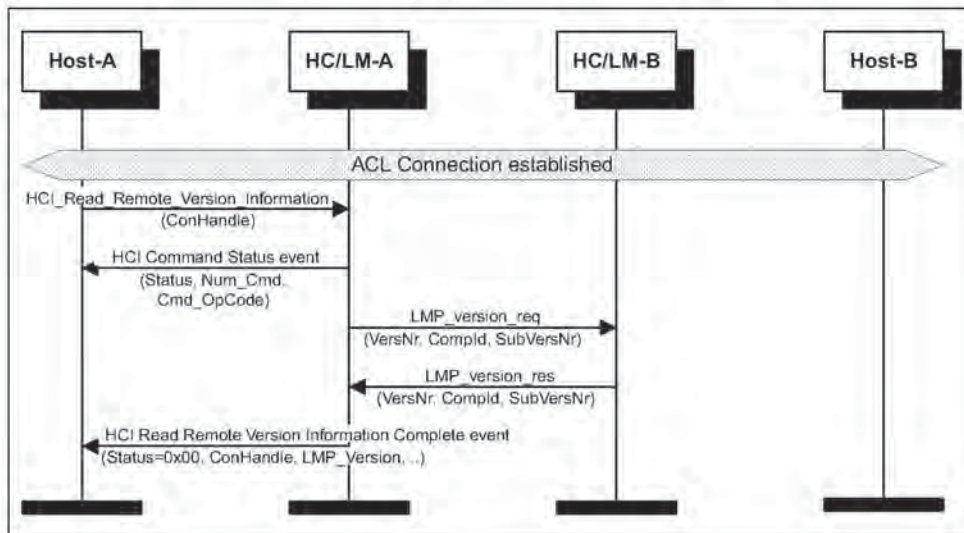 Host-A
HC/LM-A
HC/LM-B
Host-B
ACL Connection established
HCI_Read_Remote_Version_Information
(ConHandle)
HCI Command Status event
(Status, Num_Cmd,
Cmd_OpCode)
LMP_version_req
(VersNr, CompId, SubVersNr)
LMP_version_res
(VersNr, CompId, SubVersNr)
HCI Read Remote Version Information Complete event
(Status=0x00, ConHandle, LMP_Version, ..)